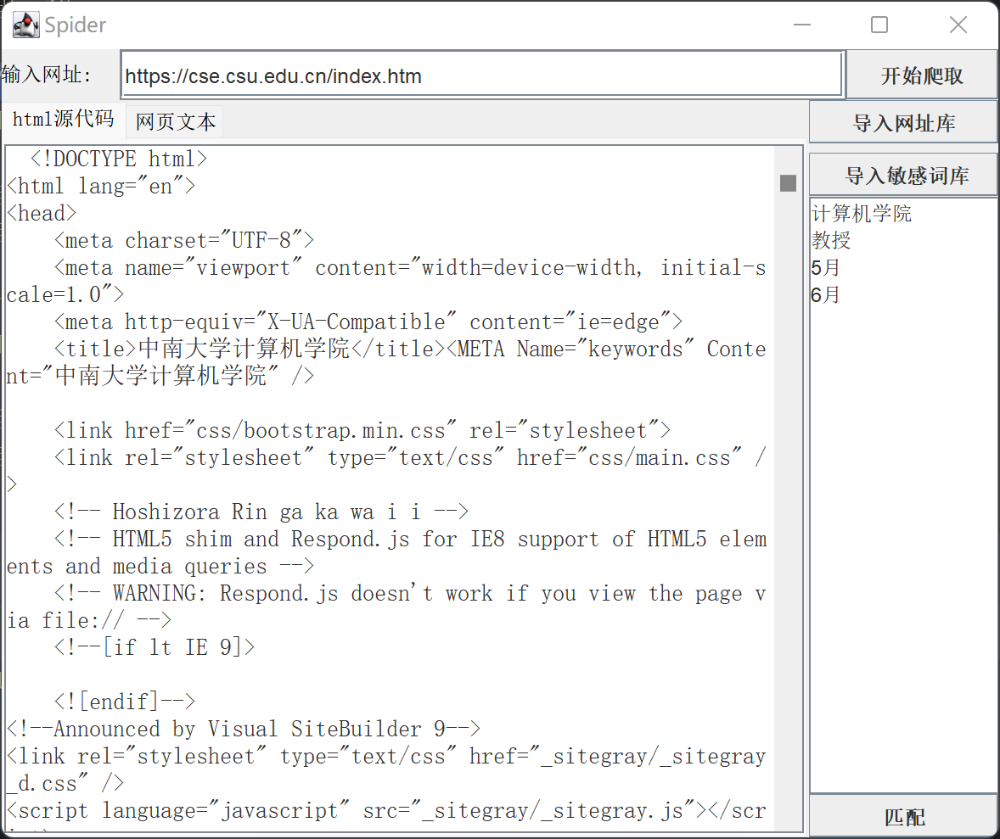 Spider
输入网址:
https://cse.csu.edu.cn/index.htm
开始爬取
html源代码
网页文本
导入网址库
导入敏感词库
<!DOCTYPE html>
<html lang="en">
<head>
<meta charset="UTF-8">
<meta name="viewport" content="width=device-width, initial-s
cale=1.0">
<meta http-equiv="X-UA-Compatible" content="ie=edge">
<title>中南大学计算机学院</title><META Name="keywords" Conte
nt="中南大学计算机学院" />
<link href="css/bootstrap.min.css" rel="stylesheet">
<link rel="stylesheet" type="text/css" href="css/main.css" /
>
<!-- Hoshizora Rin ga ka wa i i -->
<!-- HTML5 shim and Respond.js for IE8 support of HTML5 elem
ents and media queries -->
<!-- WARNING: Respond.js doesn't work if you view the page v
ia file:// -->
<!--[if lt IE 9]>
<![endif]-->
<!--Announced by Visual SiteBuilder 9-->
<link rel="stylesheet" type="text/css" href="_sitegray/_sitegray
_d.css" />
<script language="javascript" src="_sitegray/_sitegray.js"></scr
计算机学院
教授
5月
6月
匹配